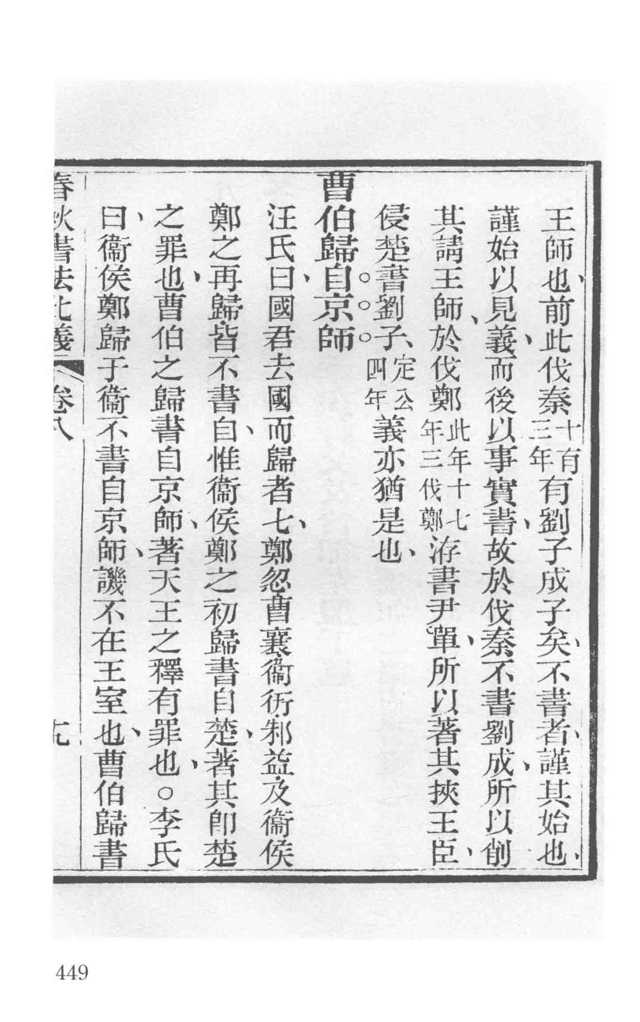 王師也、前此伐秦十有三年有劉子成子矣、不書者、謹其始也、
謹始以見義、而後以事實書、故於伐秦不書劉成、所以削
其請王師、於伐鄭此年十七年三伐鄭洊書尹單、所以著其挾王臣、
侵楚書劉子、定公四年義亦猶是也、
曹伯歸自京師
汪氏曰、國君去國而歸者七、鄭忽曹襄衞衎邾益及衞侯
鄭之再歸皆不書自、惟衞侯鄭之初歸書自楚、著其卽楚
之罪也、曹伯之歸書自京師、著天王之釋有罪也、○李氏
曰、衞侯鄭歸于衞不書自京師、譏不在王室也、曹伯歸書
春秋書法比義 卷八 九
449